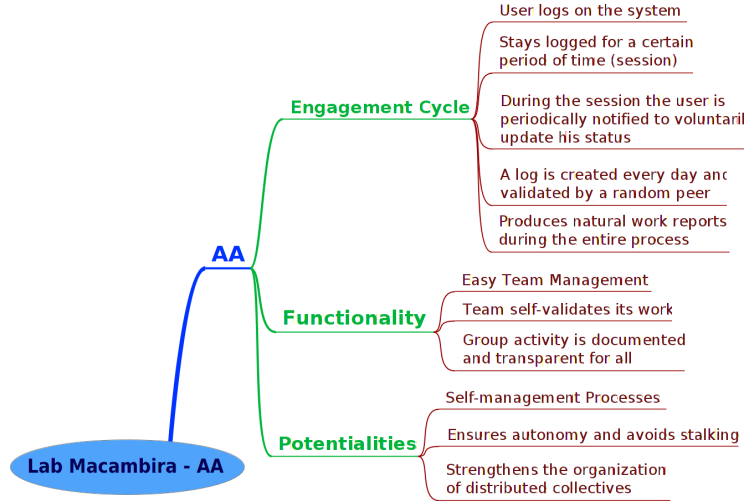 User logs on the system
Stays logged for a certain
period of time (session)
Engagement Cycle
During the session the user is
periodically notified to
update his status
A log is created every day and
validated by a random peer
Produces natural work reports
during the entire process
AA
Easy Team Management
Functionality
Team self-validates its work
Group activity is documented
and transparent for all
Self-management Processes
Potentialities
Ensures autonomy and avoids stalking
Strengthens the organization
of distributed collectives
Lab Macambira - AA